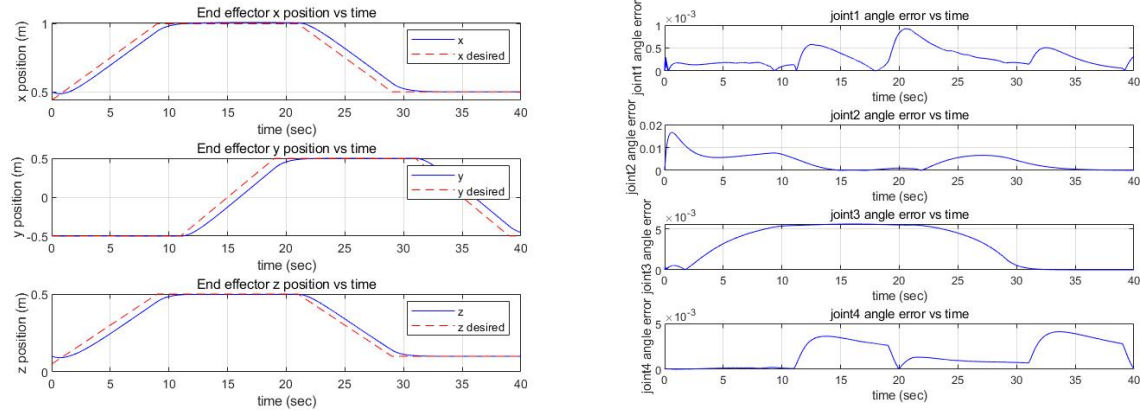 End effector x position vs time
x position (m)
1
0.5
x
x desired
0 5 10 15 20 25 30 35 40
time (sec)
End effector y position vs time
y position (m)
0.5
0
-0.5
y
y desired
0 5 10 15 20 25 30 35 40
time (sec)
End effector z position vs time
z position (m)
0.5
0
z
z desired
0 5 10 15 20 25 30 35 40
time (sec)
joint1 angle error vs time
joint1 angle error
×10-3
1
0.5
0
0 5 10 15 20 25 30 35 40
time (sec)
joint2 angle error vs time
joint2 angle error
0.02
0.01
0
0 5 10 15 20 25 30 35 40
time (sec)
joint3 angle error vs time
joint3 angle error
×10-3
5
0
0 5 10 15 20 25 30 35 40
time (sec)
joint4 angle error vs time
joint4 angle error
×10-3
5
0
0 5 10 15 20 25 30 35 40
time (sec)